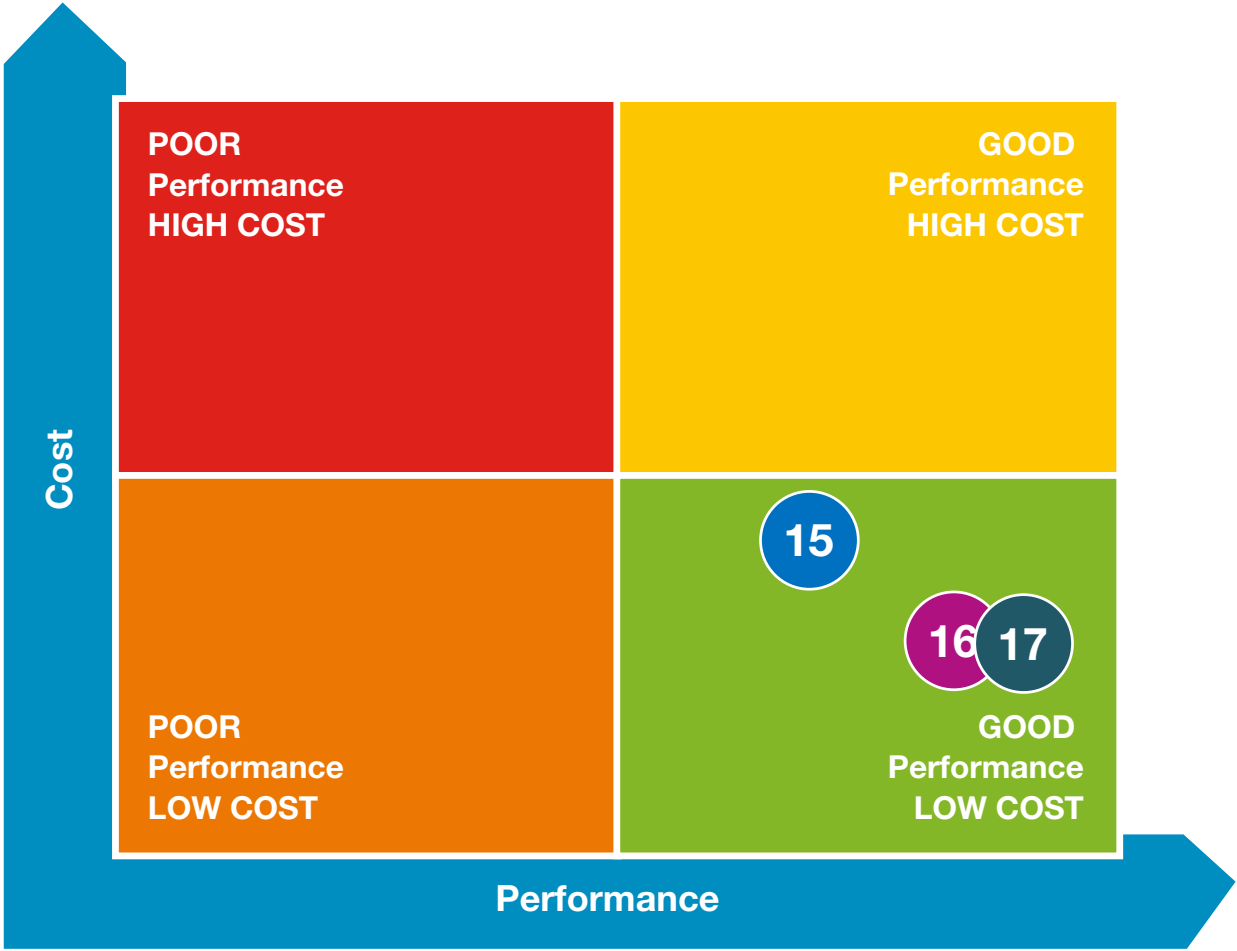 POOR
Performance
HIGH COST
GOOD
Performance
HIGH COST
Cost
15
16
17
POOR
Performance
LOW COST
GOOD
Performance
LOW COST
Performance